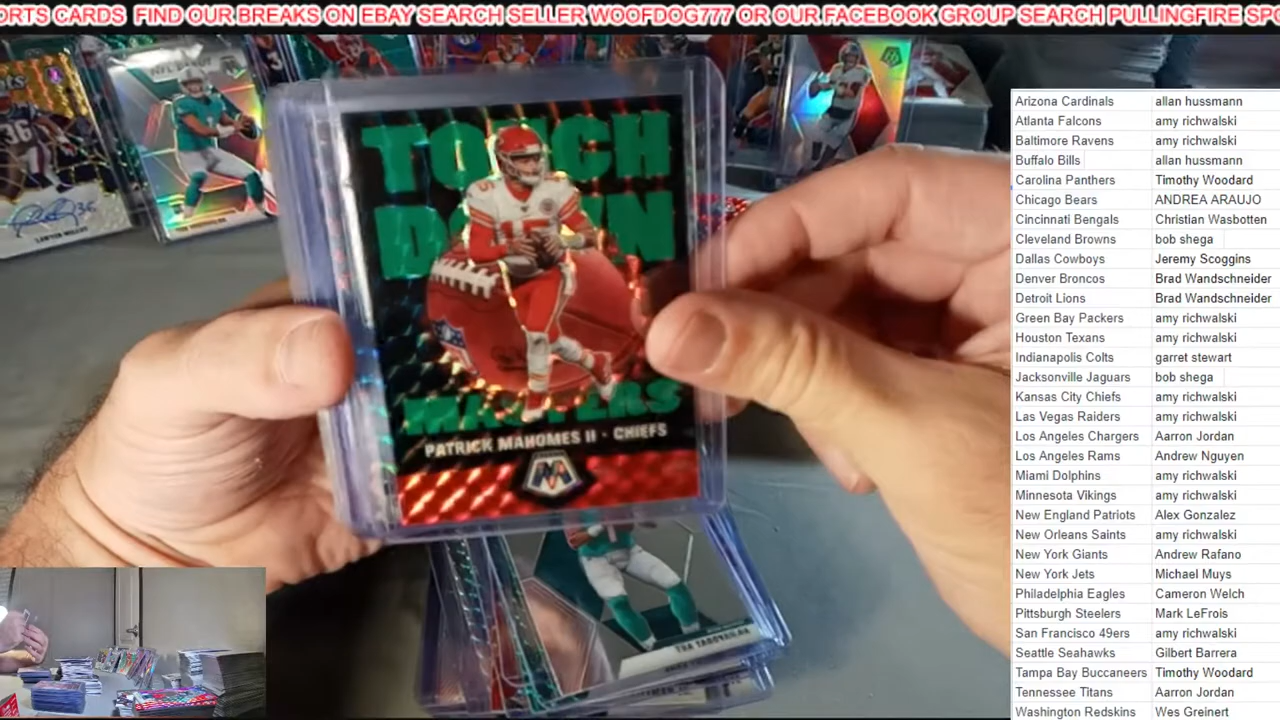 ORTS CARDS FIND OUR BREAKS ON EBAY SEARCH SELLER WOOFDOG777 OR OUR FACEBOOK GROUP SEARCH PULLINGFIRE SPO
TOUCH
DOWN
MASTERS
15
PATRICK MAHOMES II · CHIEFS
NFL
M
36
LAWYER MILLOY
TUA TAGOVAILOA
Arizona Cardinals allan hussmann
Atlanta Falcons amy richwalski
Baltimore Ravens amy richwalski
Buffalo Bills allan hussmann
Carolina Panthers Timothy Woodard
Chicago Bears ANDREA ARAUJO
Cincinnati Bengals Christian Wasbotten
Cleveland Browns bob shega
Dallas Cowboys Jeremy Scoggins
Denver Broncos Brad Wandschneider
Detroit Lions Brad Wandschneider
Green Bay Packers amy richwalski
Houston Texans amy richwalski
Indianapolis Colts garret stewart
Jacksonville Jaguars bob shega
Kansas City Chiefs amy richwalski
Las Vegas Raiders amy richwalski
Los Angeles Chargers Aarron Jordan
Los Angeles Rams Andrew Nguyen
Miami Dolphins amy richwalski
Minnesota Vikings amy richwalski
New England Patriots Alex Gonzalez
New Orleans Saints amy richwalski
New York Giants Andrew Rafano
New York Jets Michael Muys
Philadelphia Eagles Cameron Welch
Pittsburgh Steelers Mark LeFrois
San Francisco 49ers amy richwalski
Seattle Seahawks Gilbert Barrera
Tampa Bay Buccaneers Timothy Woodard
Tennessee Titans Aarron Jordan
Washington Redskins Wes Greinert